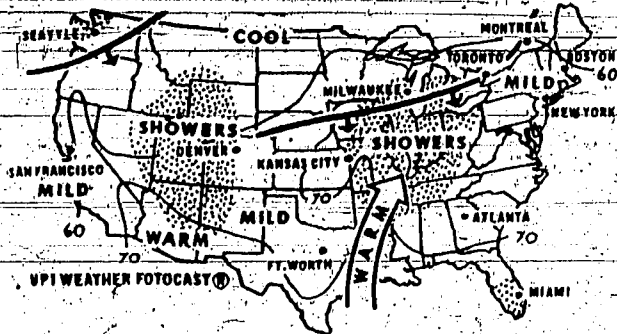 MONTREAL
SEATTLE
COOL
TORONTO
BOSTON
60
MILD
MILWAUKEE
NEW YORK
SHOWERS
SHOWERS
DENVER
KANSAS CITY
SAN FRANCISCO
MILD
70
60
WARM
MILD
WARM
ATLANTA
70
70
FT. WORTH
UPI WEATHER FOTOCAST ®
MIAMI